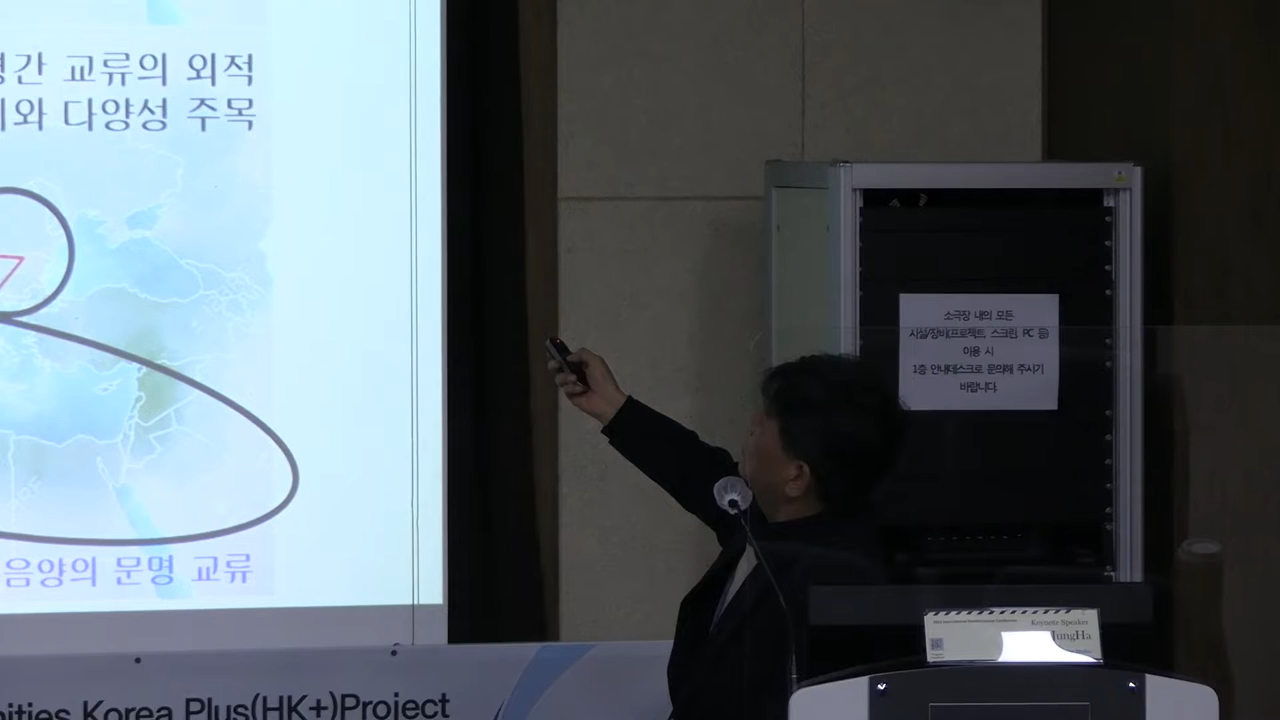 간 교류의 외적
와 다양성 주목
음양의 문명 교류
소극장 내의 모든
시설/장비(프로젝트, 스크린, PC 등)
이용 시
1층 안내데스크로 문의해 주시기
바랍니다.
Keynote Speaker
JungHa
Korea Plus(HK+)Project